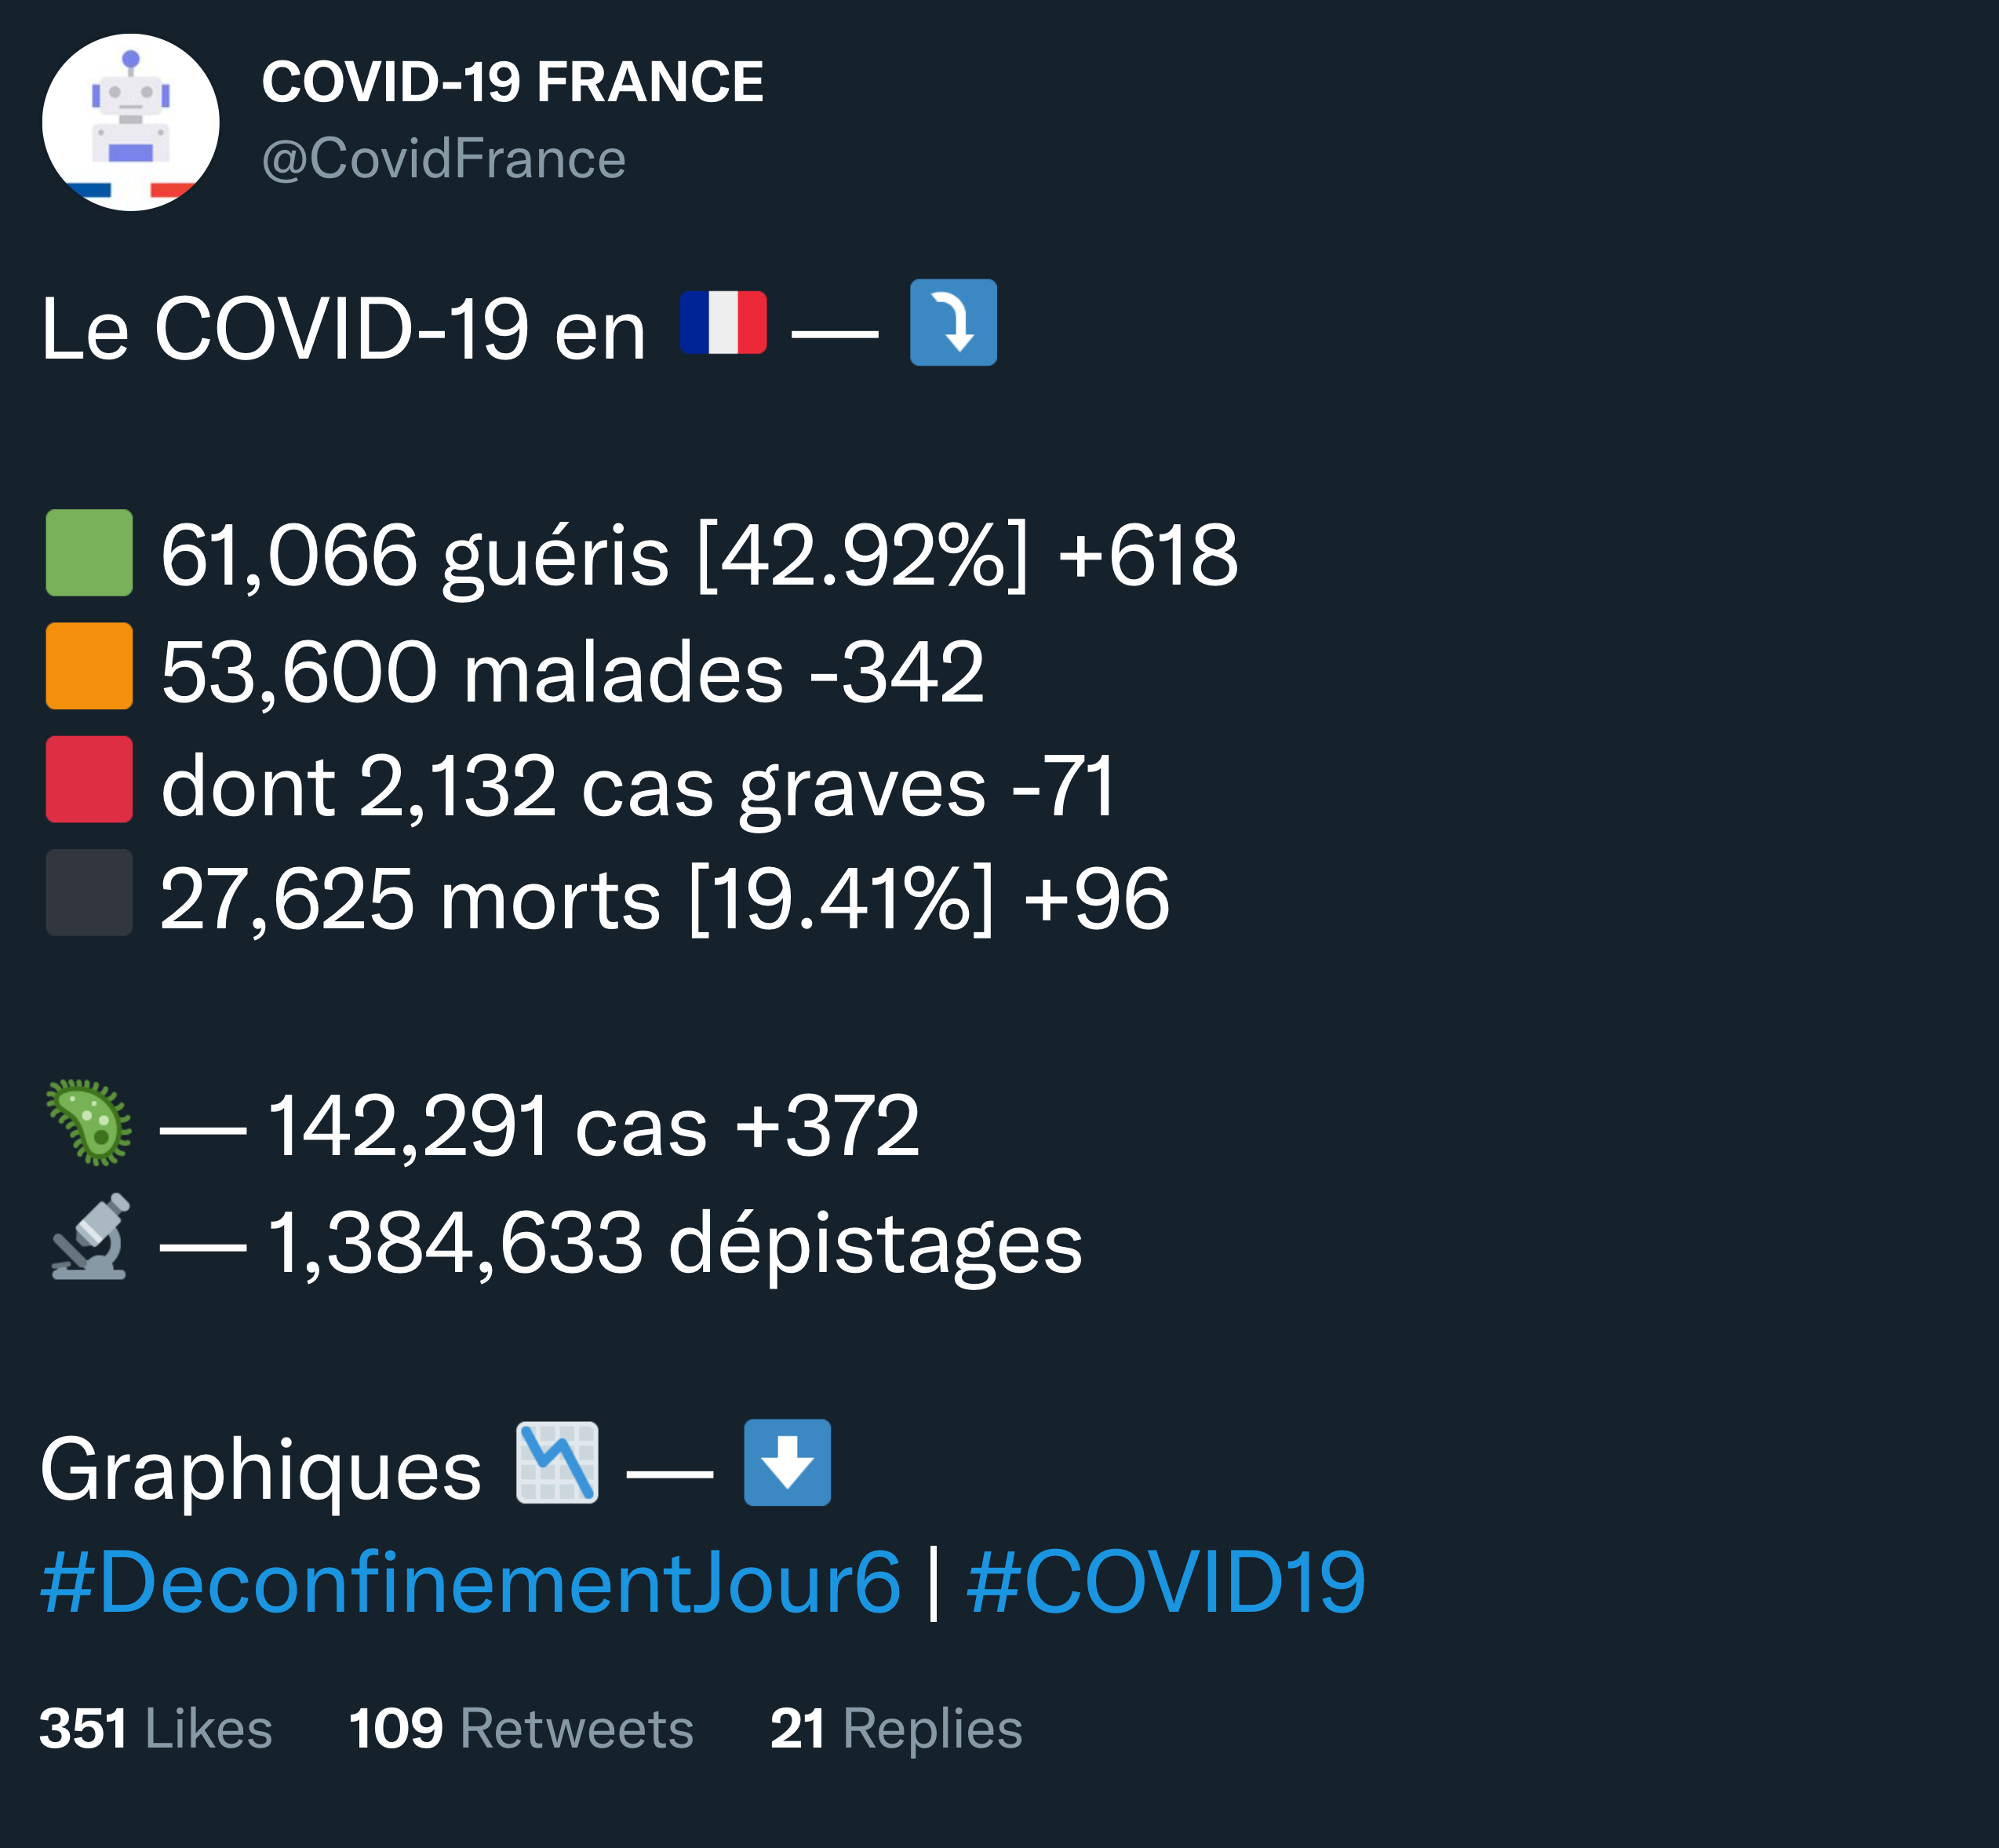 COVID-19 FRANCE
@CovidFrance
Le COVID-19 en 🇫🇷 — ⤵️
🟩 61,066 guéris [42.92%] +618
🟧 53,600 malades -342
🟥 dont 2,132 cas graves -71
⬛ 27,625 morts [19.41%] +96
🦠 — 142,291 cas +372
🔬 — 1,384,633 dépistages
Graphiques 📉 — ⬇️
#DeconfinementJour6 | #COVID19
351 Likes 109 Retweets 21 Replies